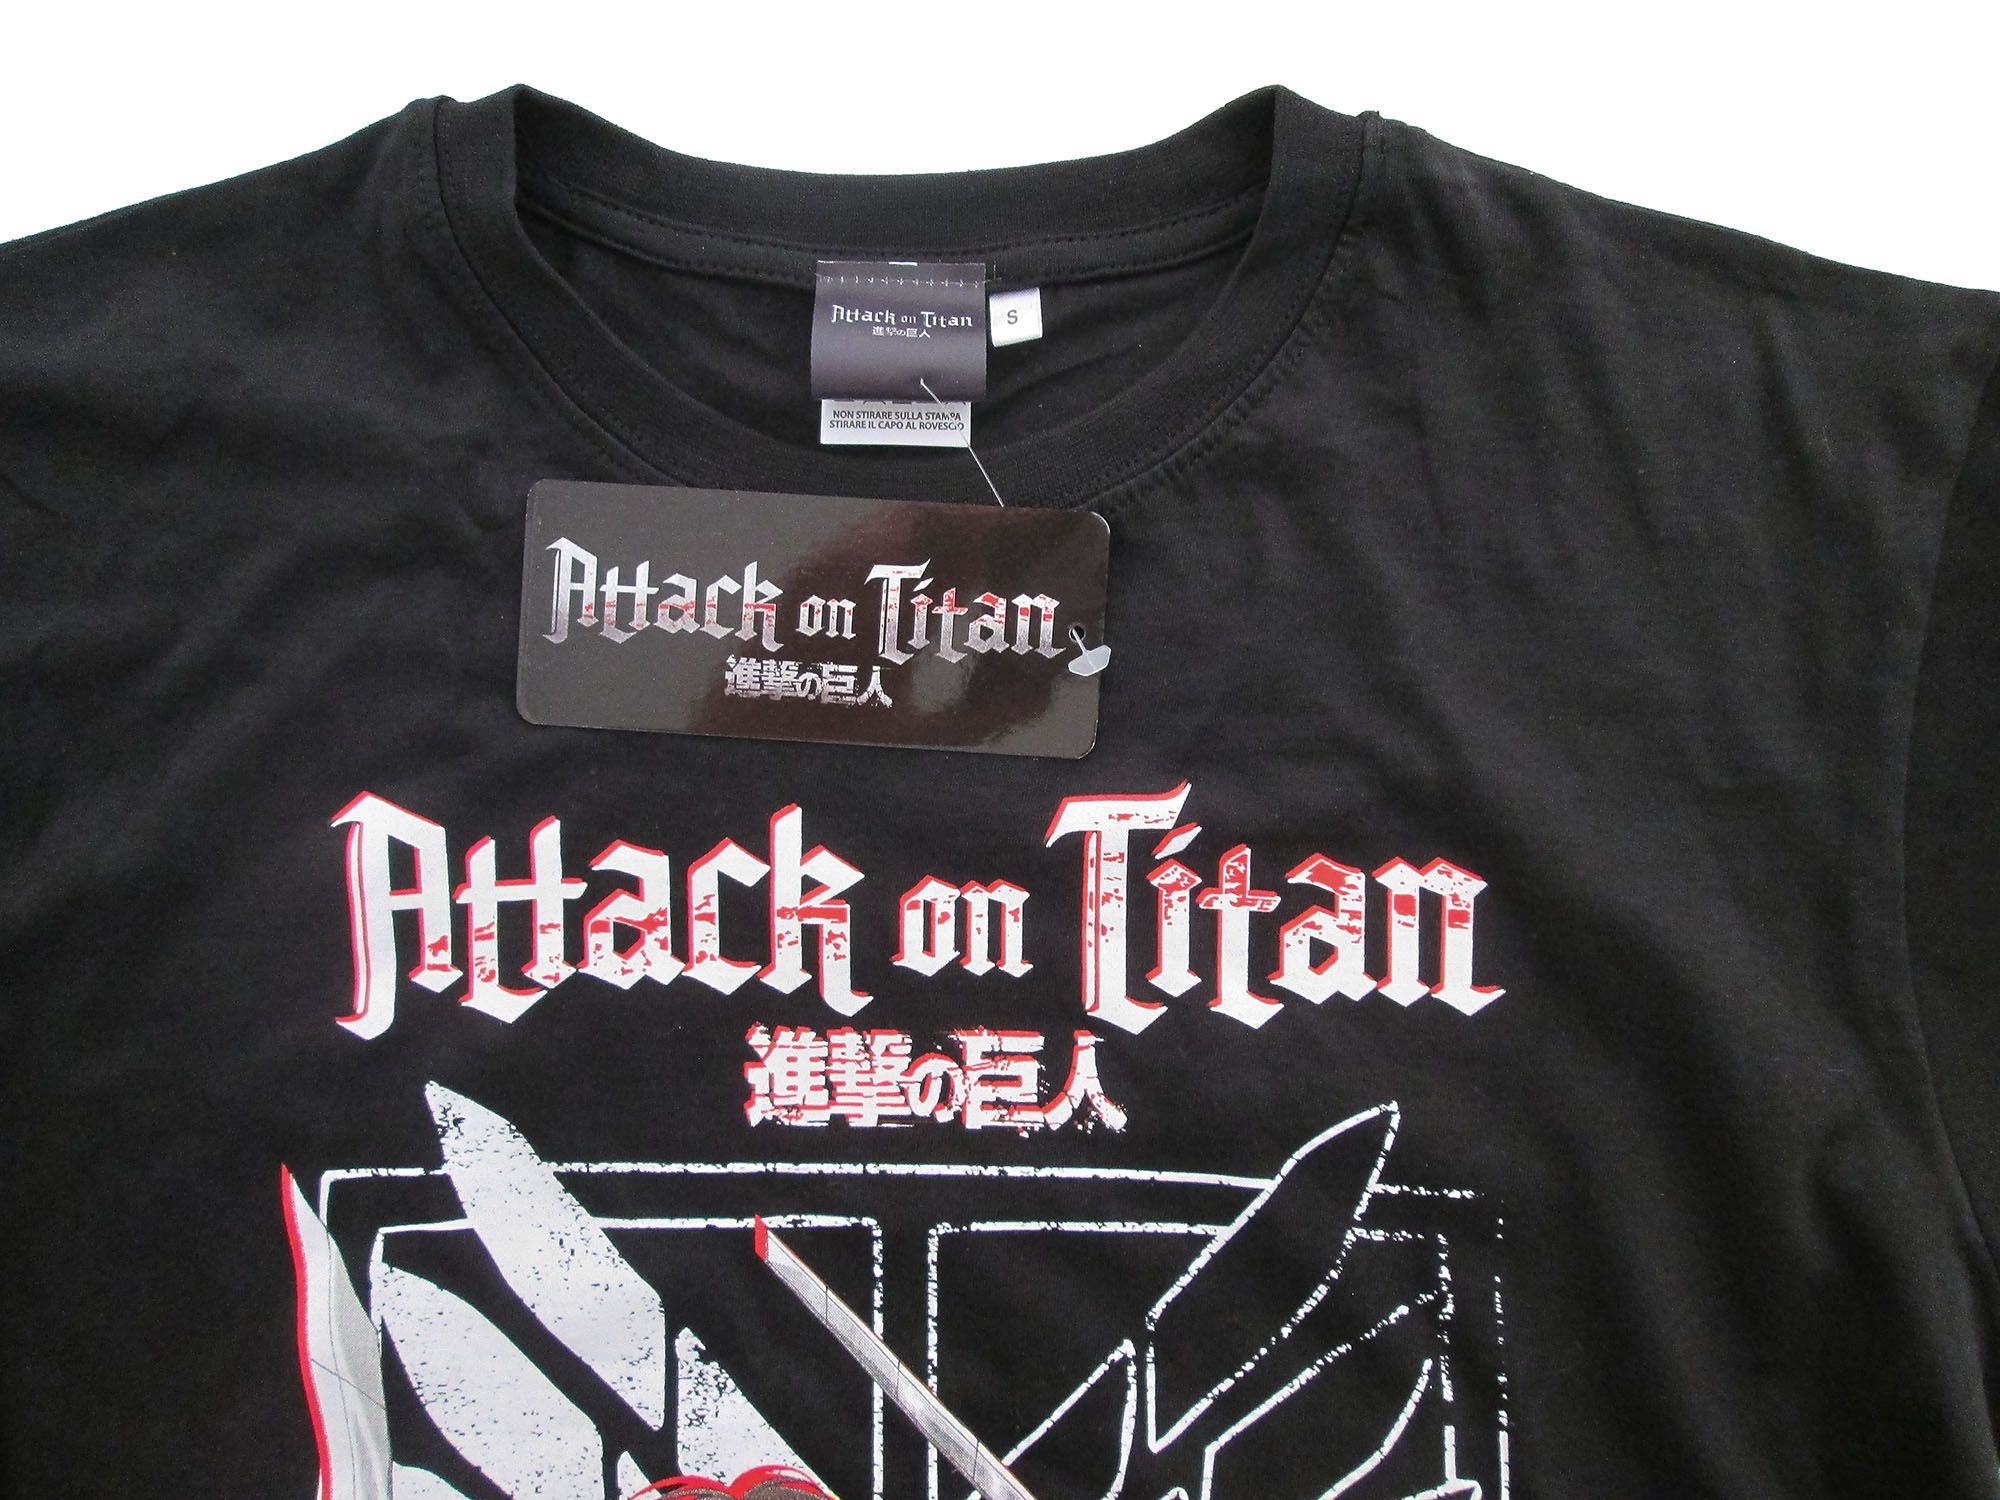 Attack on Titan
進撃の巨人
S
NON STIRARE SULLA STAMPA
STIRARE IL CAPO AL ROVESCIO
Attack on Titan
進撃の巨人
Attack on Titan
進撃の巨人